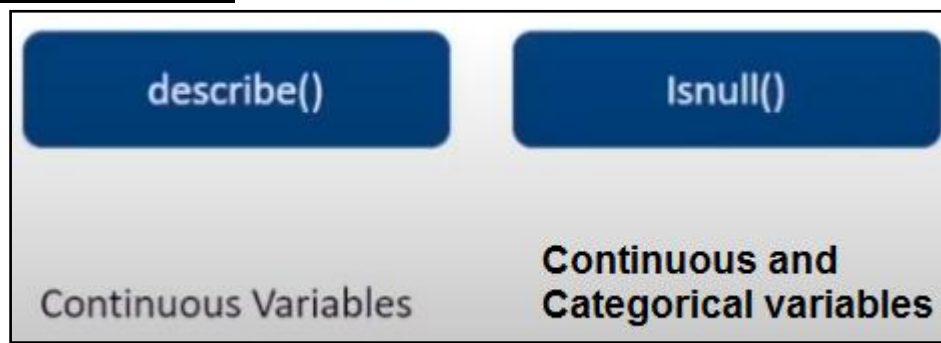 describe()
Isnull()
Continuous Variables
Continuous and
Categorical variables